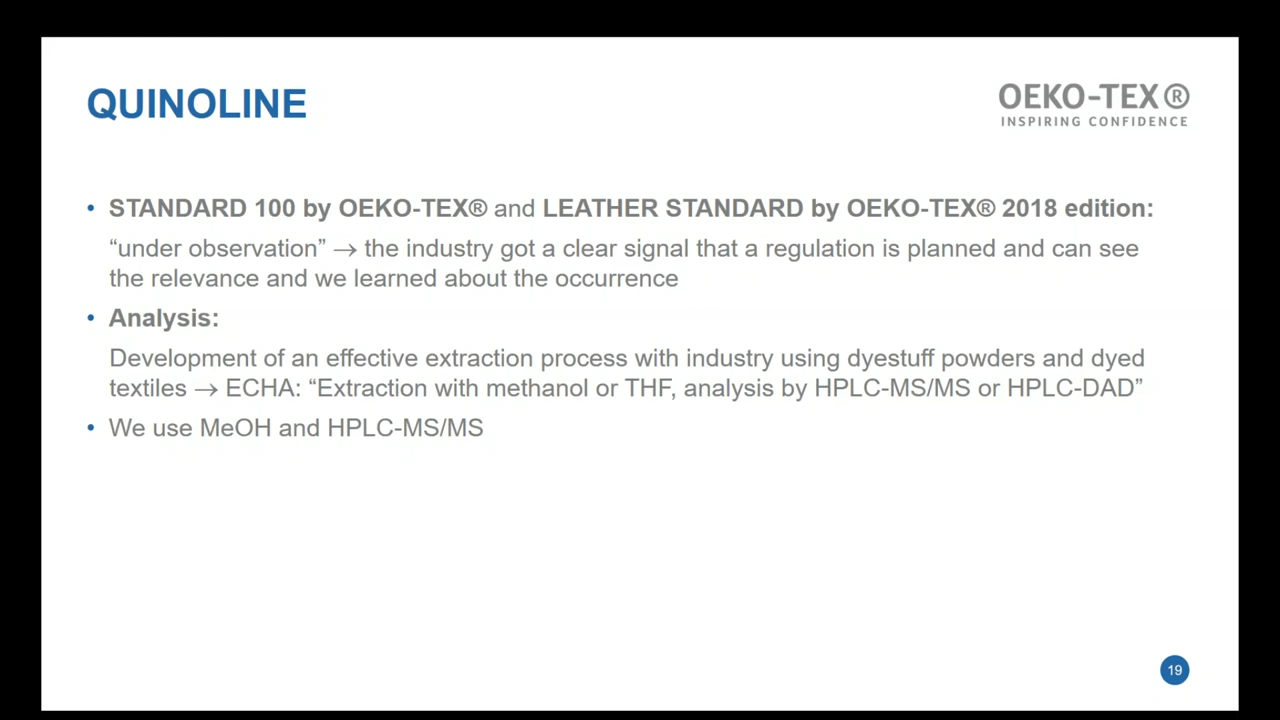 QUINOLINE
OEKO-TEX®
INSPIRING CONFIDENCE
• STANDARD 100 by OEKO-TEX® and LEATHER STANDARD by OEKO-TEX® 2018 edition:
“under observation” → the industry got a clear signal that a regulation is planned and can see
the relevance and we learned about the occurrence
• Analysis:
Development of an effective extraction process with industry using dyestuff powders and dyed
textiles → ECHA: “Extraction with methanol or THF, analysis by HPLC-MS/MS or HPLC-DAD”
• We use MeOH and HPLC-MS/MS
19